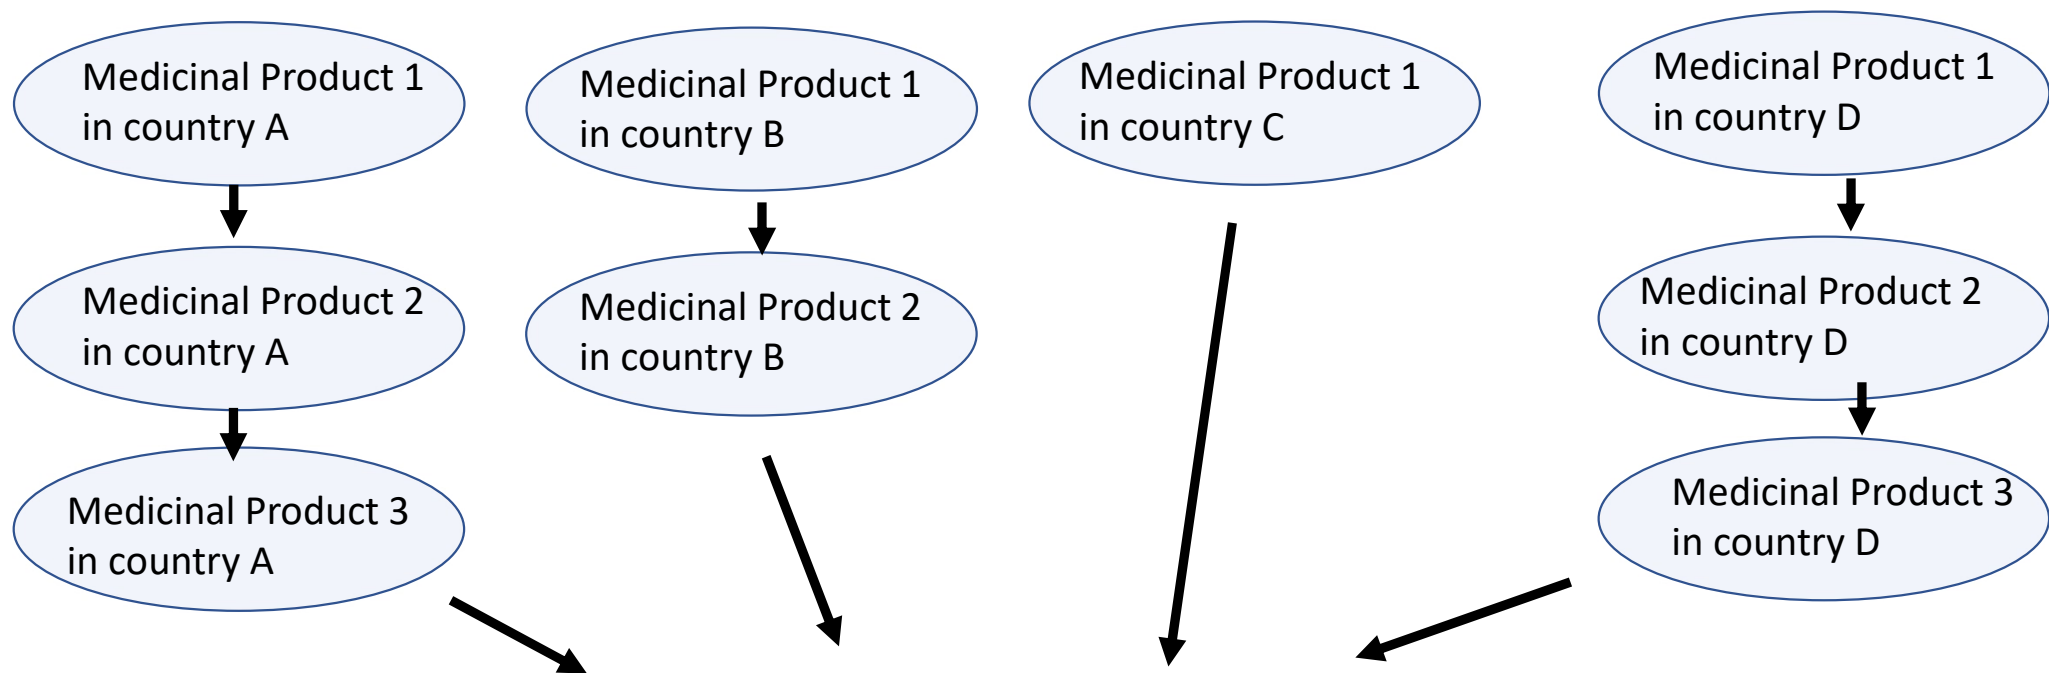 Medicinal Product 1
in country A
Medicinal Product 1
in country B
Medicinal Product 1
in country C
Medicinal Product 1
in country D
Medicinal Product 2
in country A
Medicinal Product 2
in country B
Medicinal Product 2
in country D
Medicinal Product 3
in country A
Medicinal Product 3
in country D